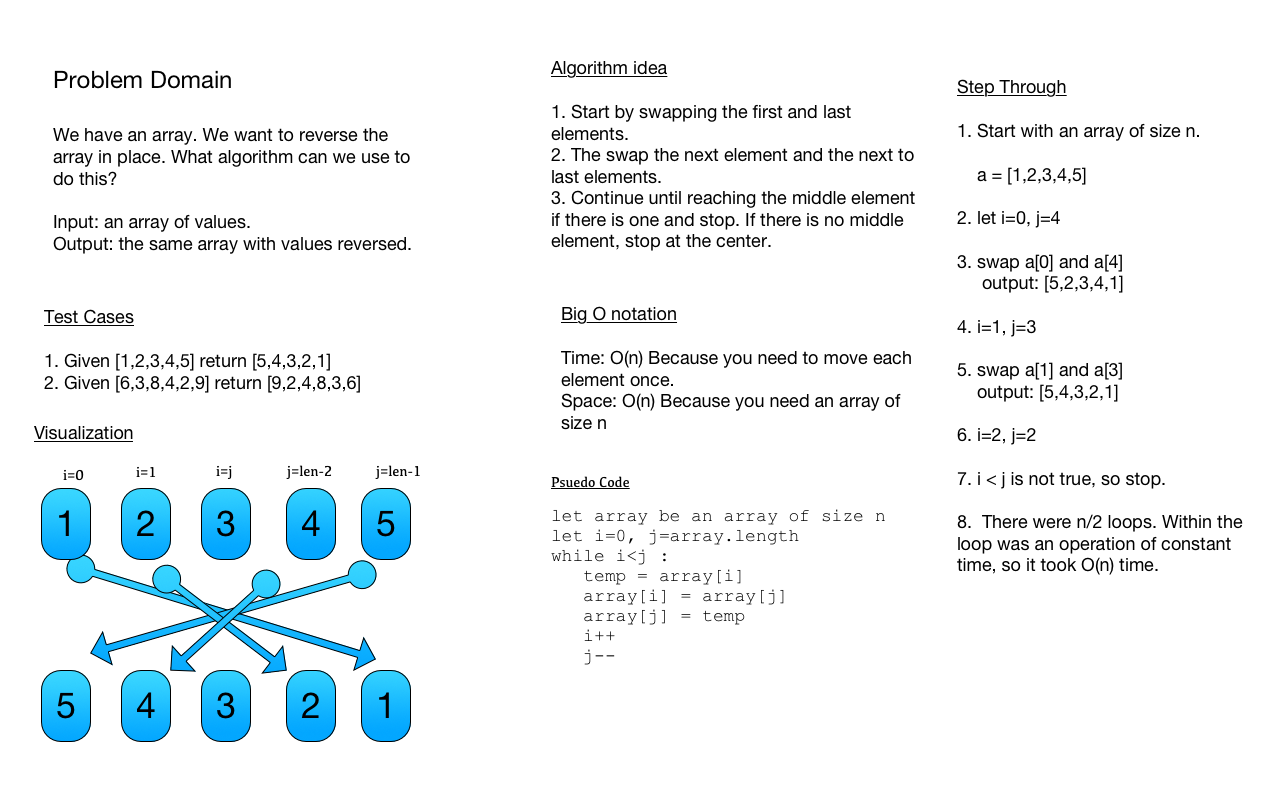 Problem Domain
We have an array. We want to reverse the
array in place. What algorithm can we use to
do this?
Input: an array of values.
Output: the same array with values reversed.
Test Cases
1. Given [1,2,3,4,5] return [5,4,3,2,1]
2. Given [6,3,8,4,2,9] return [9,2,4,8,3,6]
Visualization
i=0 i=1 i=j j=len-2 j=len-1
1 2 3 4 5
5 4 3 2 1
Algorithm idea
1. Start by swapping the first and last
elements.
2. The swap the next element and the next to
last elements.
3. Continue until reaching the middle element
if there is one and stop. If there is no middle
element, stop at the center.
Big O notation
Time: O(n) Because you need to move each
element once.
Space: O(n) Because you need an array of
size n
Psuedo Code
let array be an array of size n
let i=0, j=array.length
while i<j :
temp = array[i]
array[i] = array[j]
array[j] = temp
i++
j--
Step Through
1. Start with an array of size n.
a = [1,2,3,4,5]
2. let i=0, j=4
3. swap a[0] and a[4]
output: [5,2,3,4,1]
4. i=1, j=3
5. swap a[1] and a[3]
output: [5,4,3,2,1]
6. i=2, j=2
7. i < j is not true, so stop.
8. There were n/2 loops. Within the
loop was an operation of constant
time, so it took O(n) time.